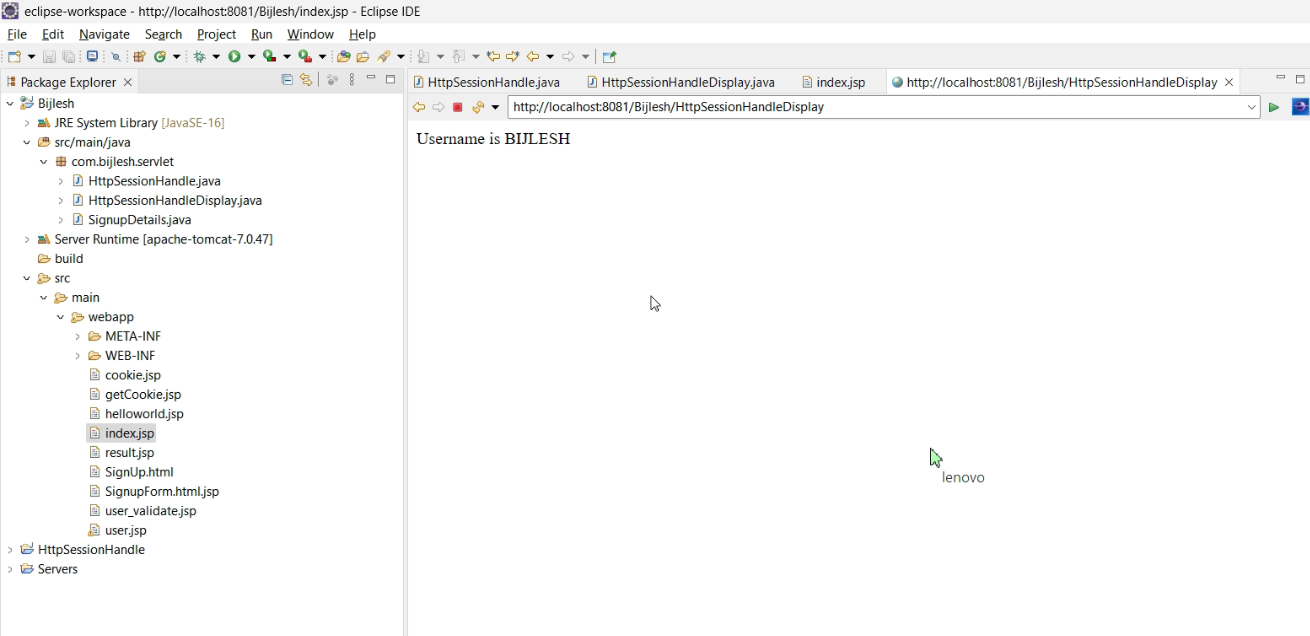 eclipse-workspace - http://localhost:8081/Bijlesh/index.jsp - Eclipse IDE
File Edit Navigate Search Project Run Window Help
Package Explorer
HttpSessionHandle.java HttpSessionHandleDisplay.java index.jsp http://localhost:8081/Bijlesh/HttpSessionHandleDisplay
http://localhost:8081/Bijlesh/HttpSessionHandleDisplay
Bijlesh
JRE System Library [JavaSE-16]
src/main/java
com.bijlesh.servlet
HttpSessionHandle.java
HttpSessionHandleDisplay.java
SignupDetails.java
Server Runtime [apache-tomcat-7.0.47]
build
src
main
webapp
META-INF
WEB-INF
cookie.jsp
getCookie.jsp
helloworld.jsp
index.jsp
result.jsp
SignUp.html
SignupForm.html.jsp
user_validate.jsp
user.jsp
HttpSessionHandle
Servers
Username is BIJLESH
lenovo